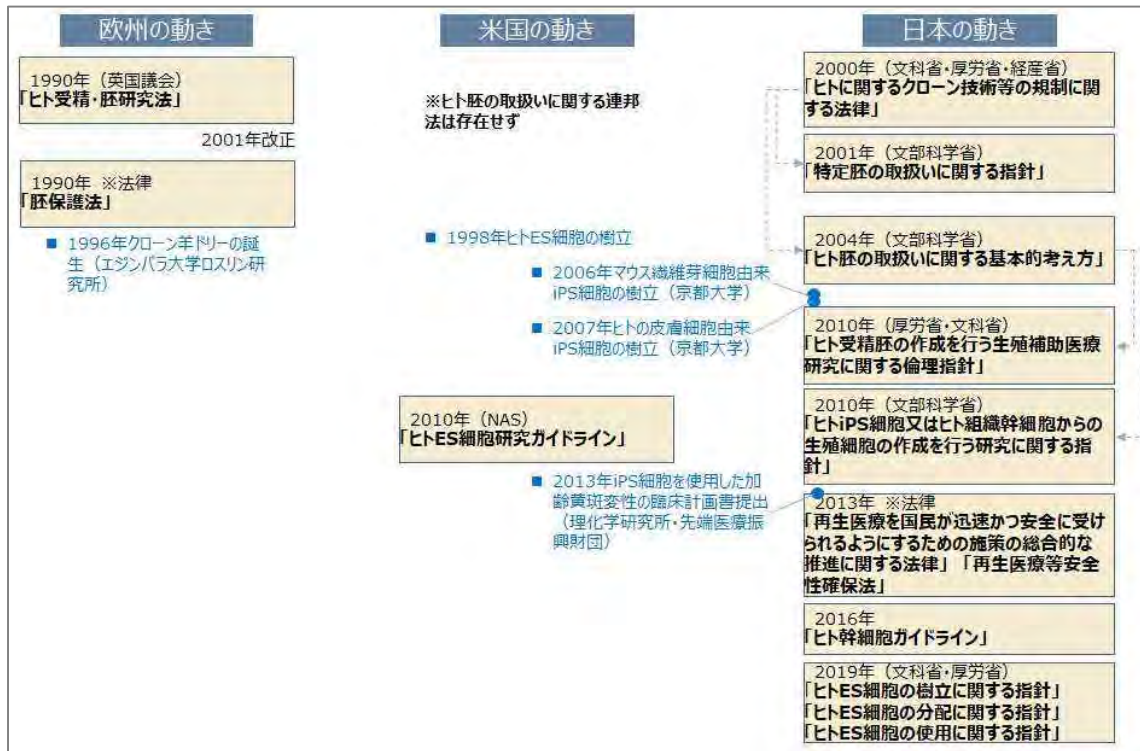 欧州の動き
1990年（英国議会）
「ヒト受精・胚研究法」
2001年改正
1990年 ※法律
「胚保護法」
■ 1996年クローン羊ドリーの誕
生（エジンバラ大学ロスリン研
究所）
米国の動き
※ヒト胚の取扱いに関する連邦
法は存在せず
■ 1998年ヒトES細胞の樹立
■ 2006年マウス繊維芽細胞由来
iPS細胞の樹立（京都大学）
■ 2007年ヒトの皮膚細胞由来
iPS細胞の樹立（京都大学）
2010年（NAS）
「ヒトES細胞研究ガイドライン」
■ 2013年iPS細胞を使用した加
齢黄斑変性の臨床計画書提出
（理化学研究所・先端医療振
興財団）
日本の動き
2000年（文科省・厚労省・経産省）
「ヒトに関するクローン技術等の規制に関
する法律」
2001年（文部科学省）
「特定胚の取扱いに関する指針」
2004年（文部科学省）
「ヒト胚の取扱いに関する基本的考え方」
2010年（厚労省・文科省）
「ヒト受精胚の作成を行う生殖補助医療
研究に関する倫理指針」
2010年（文部科学省）
「ヒトiPS細胞又はヒト組織幹細胞からの
生殖細胞の作成を行う研究に関する指
針」
2013年 ※法律
「再生医療を国民が迅速かつ安全に受け
られるようにするための施策の総合的な
推進に関する法律」「再生医療等安全
性確保法」
2016年
「ヒト幹細胞ガイドライン」
2019年（文科省・厚労省）
「ヒトES細胞の樹立に関する指針」
「ヒトES細胞の分配に関する指針」
「ヒトES細胞の使用に関する指針」